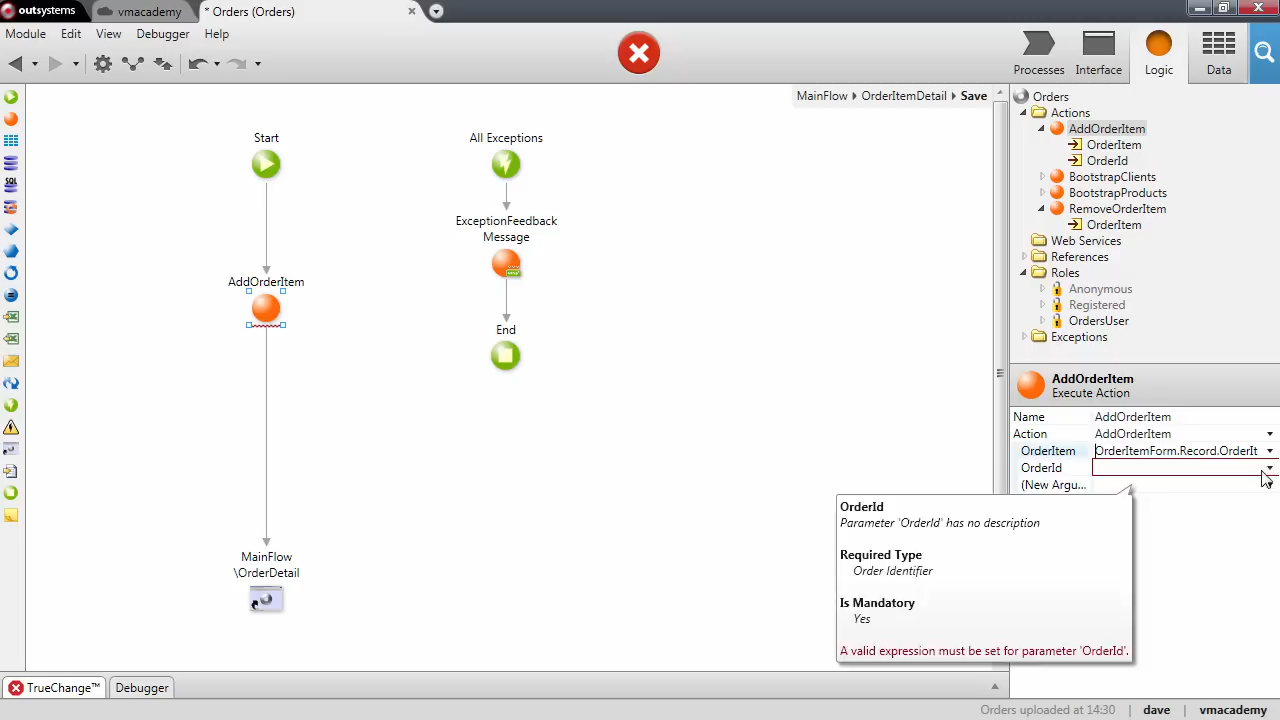 outsystems
vmacademy
* Orders (Orders)
Module
Edit
View
Debugger
Help
Processes
Interface
Logic
Data
MainFlow
OrderItemDetail
Save
Start
All Exceptions
ExceptionFeedback
Message
AddOrderItem
End
MainFlow
\OrderDetail
Orders
Actions
AddOrderItem
OrderItem
OrderId
BootstrapClients
BootstrapProducts
RemoveOrderItem
OrderItem
Web Services
References
Roles
Anonymous
Registered
OrdersUser
Exceptions
AddOrderItem
Execute Action
Name AddOrderItem
Action AddOrderItem
OrderItem OrderItemForm.Record.OrderIt
OrderId
(New Argu...
OrderId
Parameter 'OrderId' has no description
Required Type
Order Identifier
Is Mandatory
Yes
A valid expression must be set for parameter 'OrderId'.
TrueChange™
Debugger
Orders uploaded at 14:30
dave
vmacademy